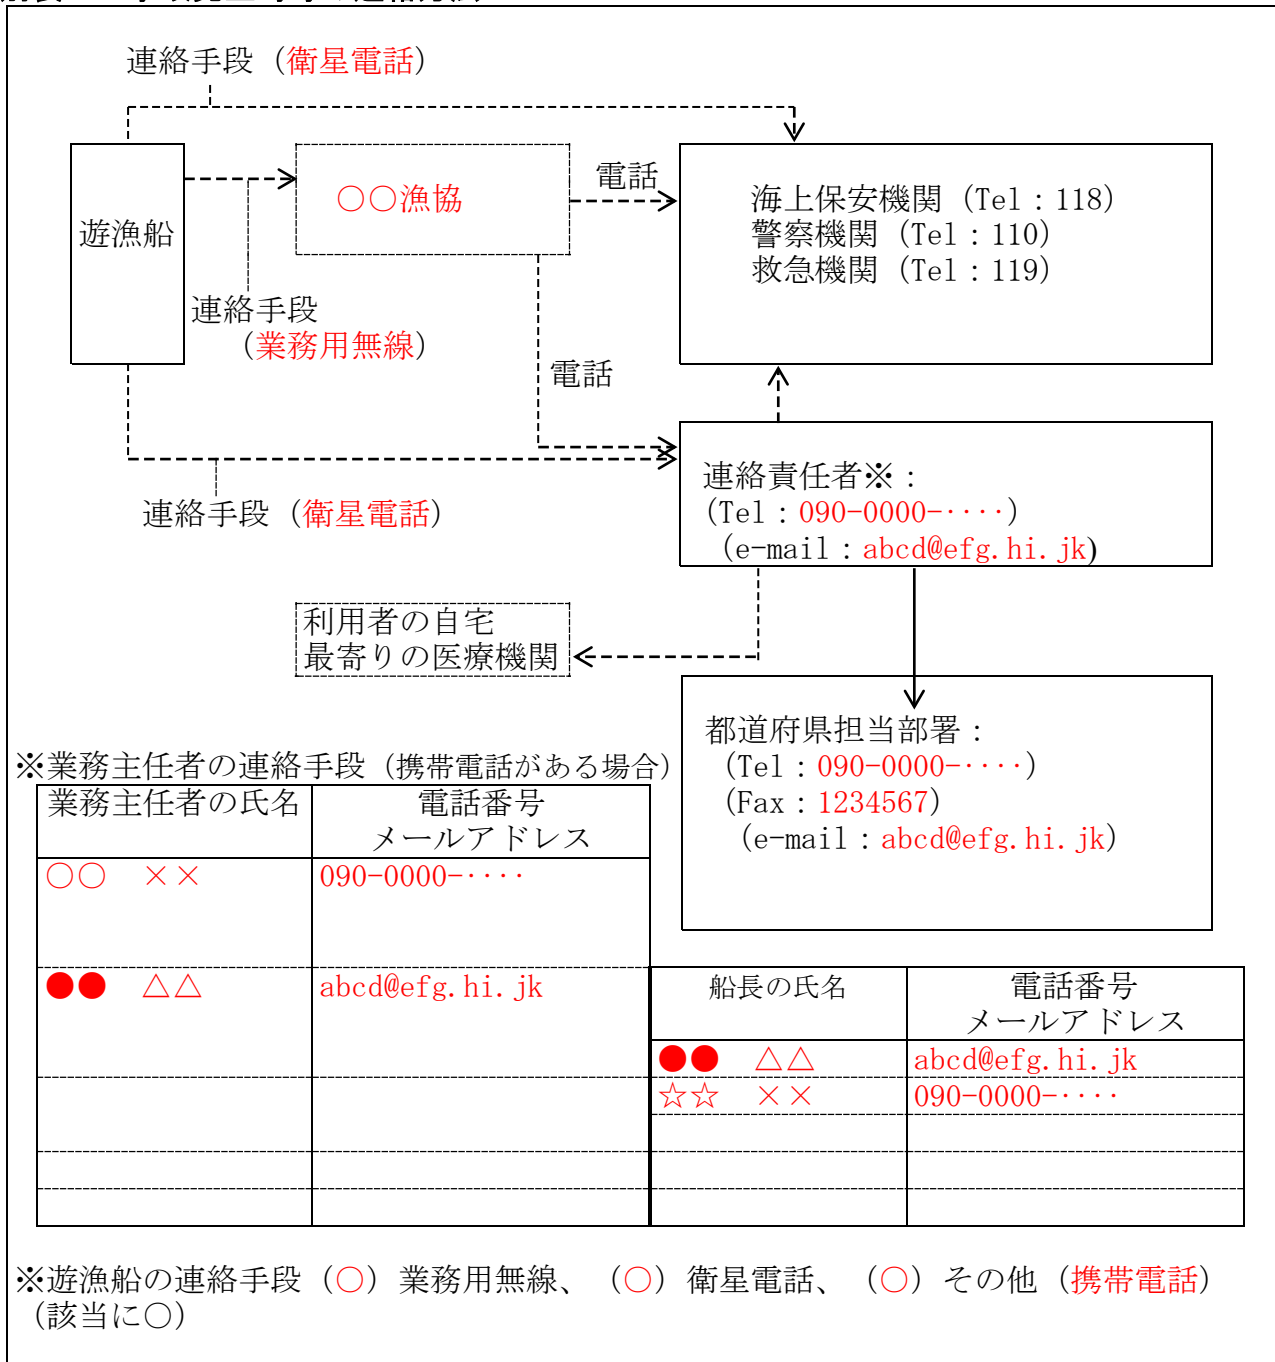 連絡手段（衛星電話）
遊漁船
○○漁協
電話
海上保安機関（Tel：118）
警察機関（Tel：110）
救急機関（Tel：119）
連絡手段
（業務用無線）
電話
連絡責任者※：
（Tel：090-0000-････）
（e-mail：abcd@efg.hi.jk)
連絡手段（衛星電話）
利用者の自宅
最寄りの医療機関
都道府県担当部署：
（Tel：090-0000-････）
（Fax：1234567）
（e-mail：abcd@efg.hi.jk）
※業務主任者の連絡手段（携帯電話がある場合）
業務主任者の氏名 電話番号
メールアドレス
○○　×× 090-0000-････
●●　△△ abcd@efg.hi.jk
船長の氏名 電話番号
メールアドレス
●●　△△ abcd@efg.hi.jk
☆☆　×× 090-0000-････
※遊漁船の連絡手段（○）業務用無線、（○）衛星電話、（○）その他（携帯電話）
（該当に○）